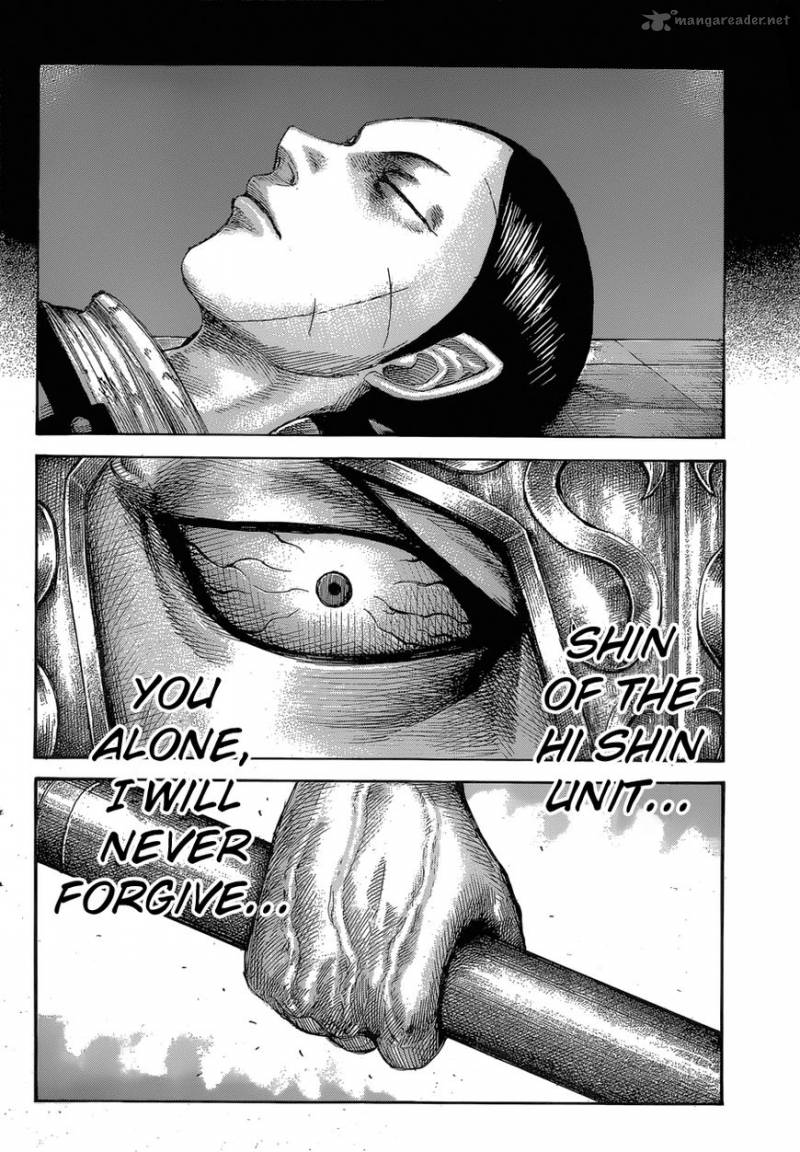 mangareader.net
SHIN
OF THE
HI SHIN
UNIT...
YOU
ALONE,
I WILL
NEVER
FORGIVE...